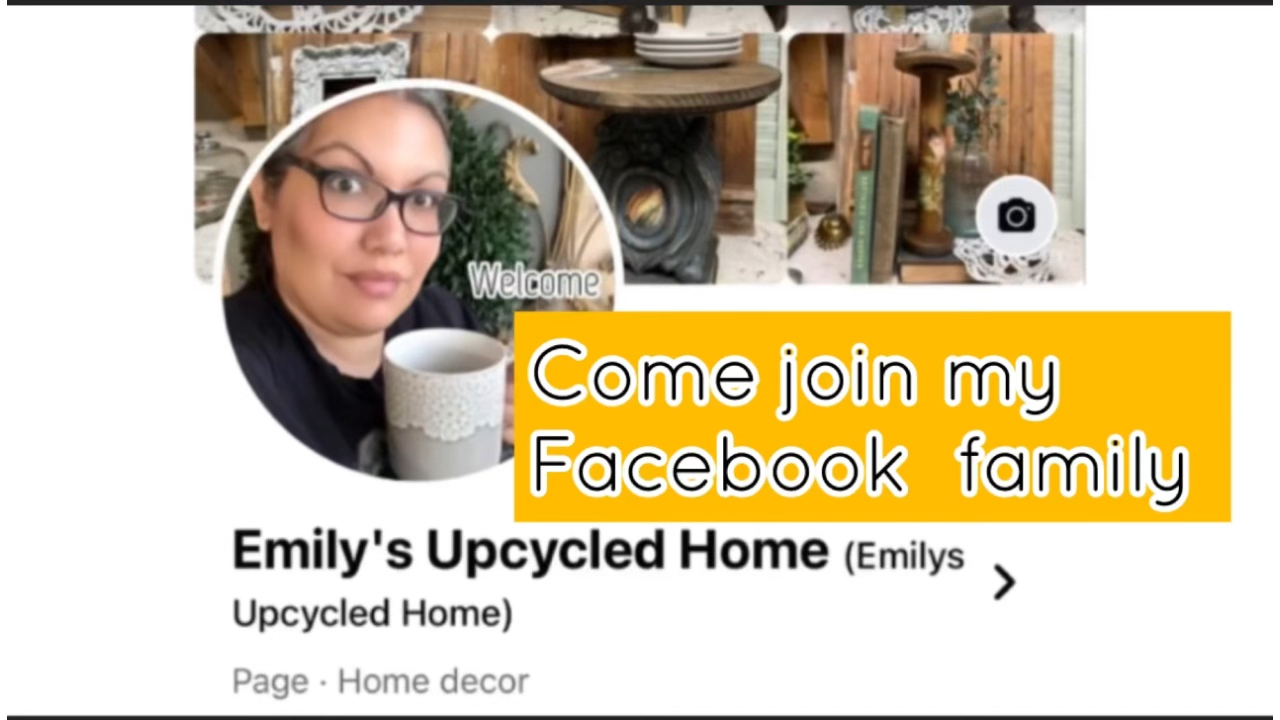 Welcome
Come join my
Facebook family
Emily's Upcycled Home (Emilys
Upcycled Home)
Page · Home decor